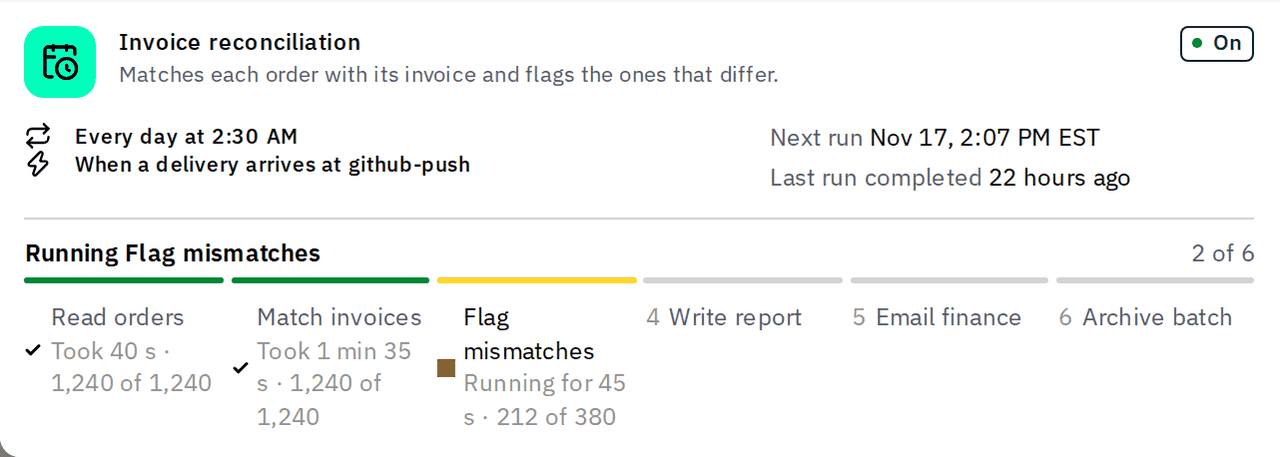 Invoice reconciliation
On
Matches each order with its invoice and flags the ones that differ.
Every day at 2:30 AM
When a delivery arrives at github-push
Next run Nov 17, 2:07 PM EST
Last run completed 22 hours ago
Running Flag mismatches
2 of 6
Read orders
Took 40 s ·
1,240 of 1,240
Match invoices
Took 1 min 35
s · 1,240 of
1,240
Flag
mismatches
Running for 45
s · 212 of 380
4 Write report
5 Email finance
6 Archive batch